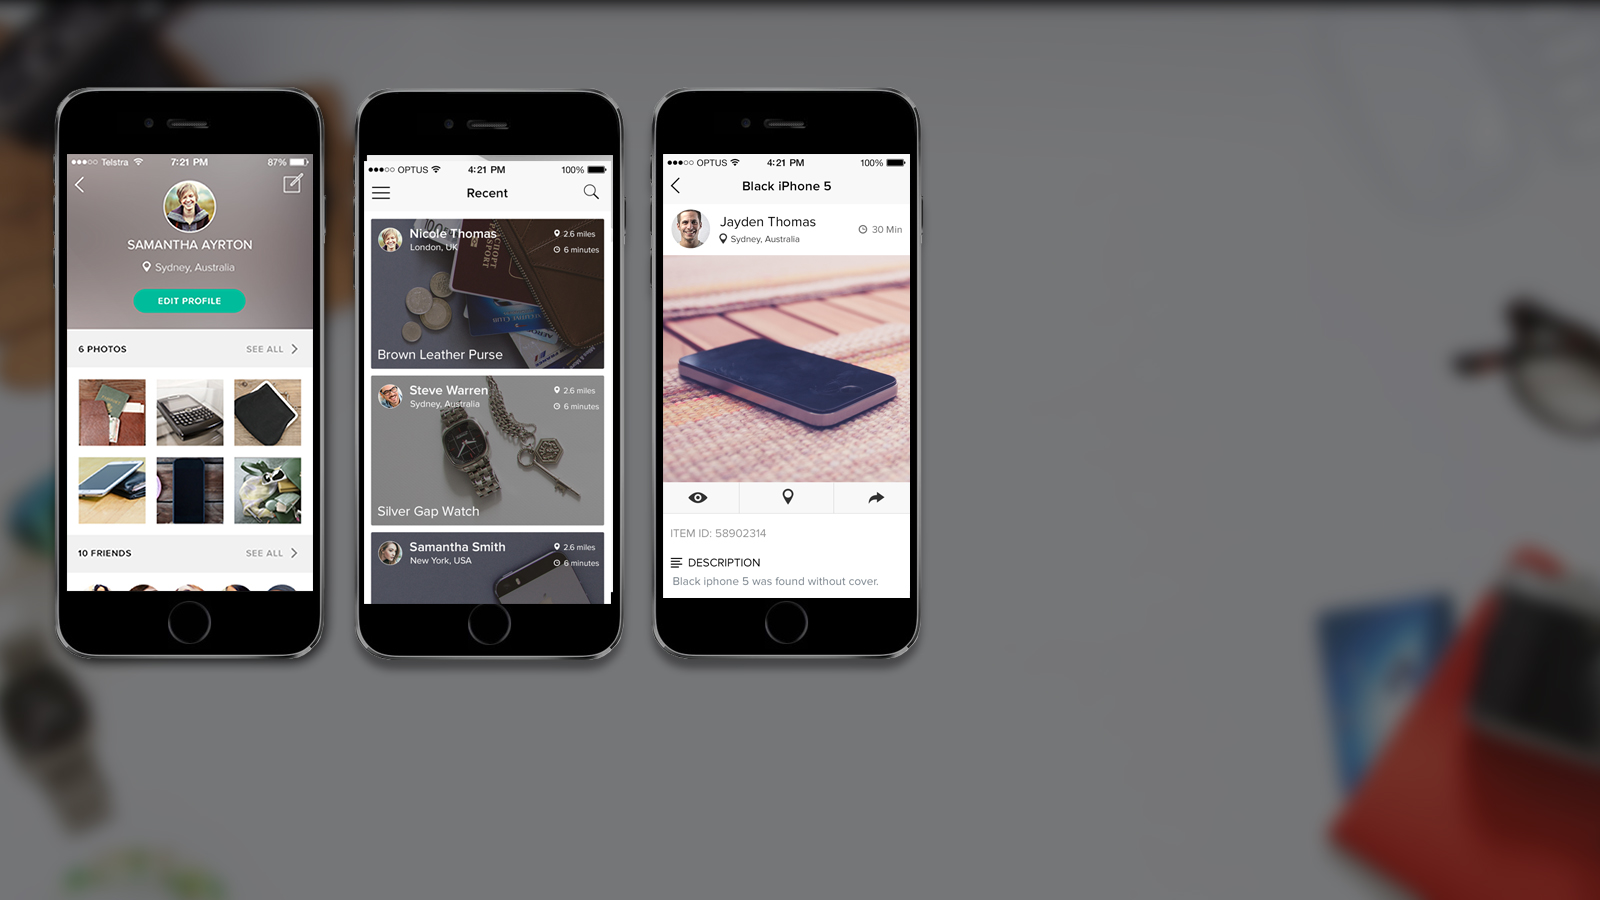 Telstra 7:21 PM 87%
SAMANTHA AYRTON
Sydney, Australia
EDIT PROFILE
6 PHOTOS SEE ALL
10 FRIENDS SEE ALL
OPTUS 4:21 PM 100%
Recent
Nicole Thomas 2.6 miles
London, UK 6 minutes
PASSPORT
Brown Leather Purse
Steve Warren 2.6 miles
Sydney, Australia 6 minutes
Silver Gap Watch
Samantha Smith 2.6 miles
New York, USA 6 minutes
OPTUS 4:21 PM 100%
Black iPhone 5
Jayden Thomas
Sydney, Australia 30 Min
ITEM ID: 58902314
DESCRIPTION
Black iphone 5 was found without cover.